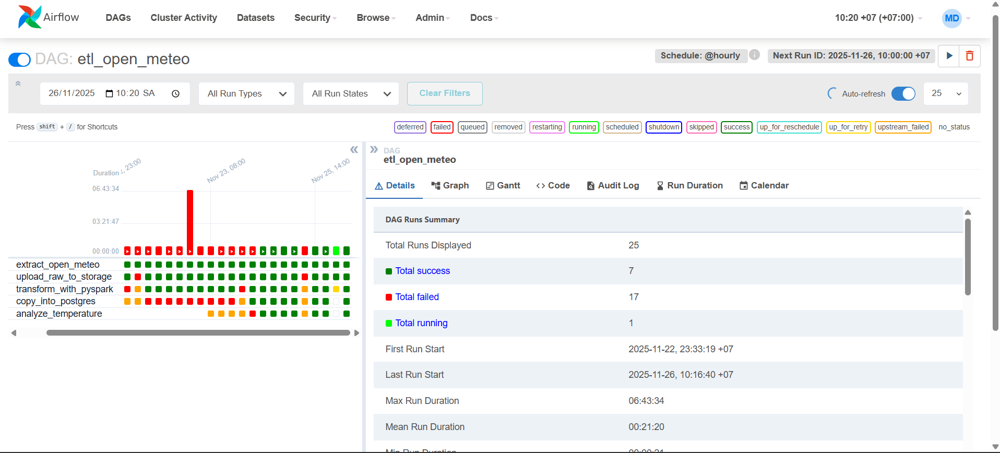 Airflow DAGs Cluster Activity Datasets Security Browse Admin Docs 10:20 +07 (+07:00) MD
DAG: etl_open_meteo Schedule: @hourly i Next Run ID: 2025-11-26, 10:00:00 +07
26/11/2025 10:20 SA All Run Types All Run States Clear Filters Auto-refresh 25
Press shift + / for Shortcuts deferred failed queued removed restarting running scheduled shutdown skipped success up_for_reschedule up_for_retry upstream_failed no_status
DAG
etl_open_meteo
Duration 23:00 Nov 23, 08:00 Nov 25, 14:00
06:43:34
03:21:47
00:00:00
extract_open_meteo
upload_raw_to_storage
transform_with_pyspark
copy_into_postgres
analyze_temperature
Details Graph Gantt Code Audit Log Run Duration Calendar
DAG Runs Summary
Total Runs Displayed 25
Total success 7
Total failed 17
Total running 1
First Run Start 2025-11-22, 23:33:19 +07
Last Run Start 2025-11-26, 10:16:40 +07
Max Run Duration 06:43:34
Mean Run Duration 00:21:20
Min Run Duration